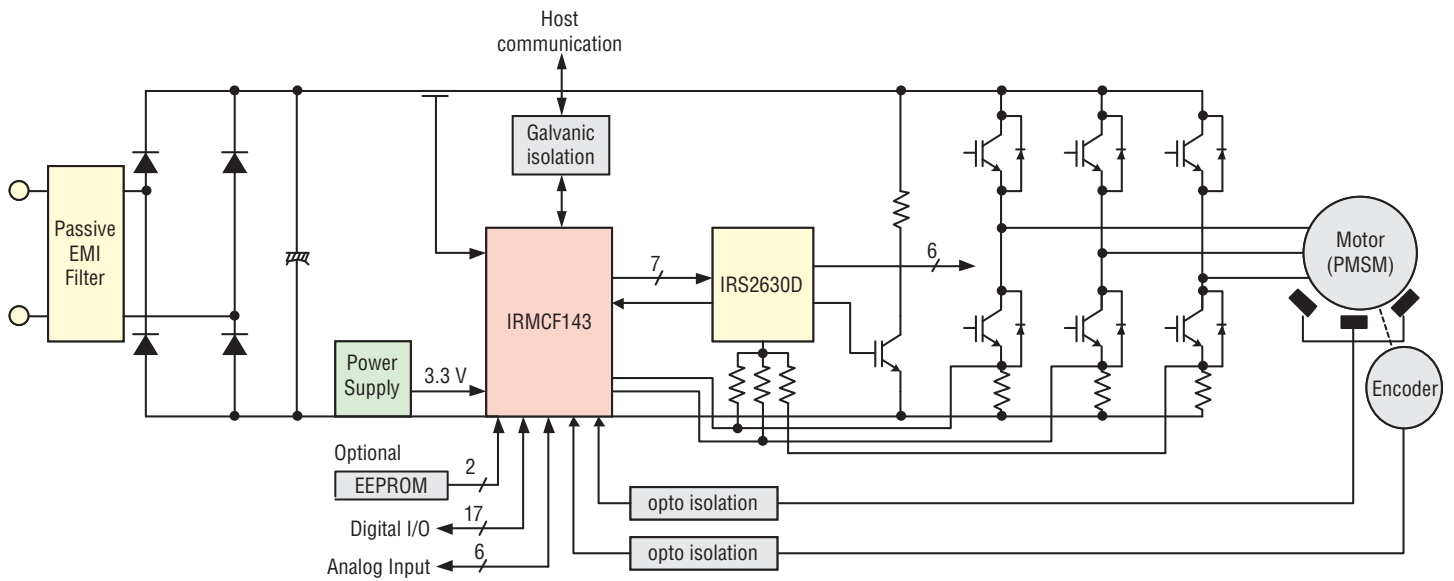 Host
communication
Galvanic
isolation
Passive
EMI
Filter
IRMCF143
7
IRS2630D
6
Motor
(PMSM)
Power
Supply
3.3 V
Encoder
Optional
EEPROM
2
opto isolation
Digital I/O
17
opto isolation
Analog Input
6